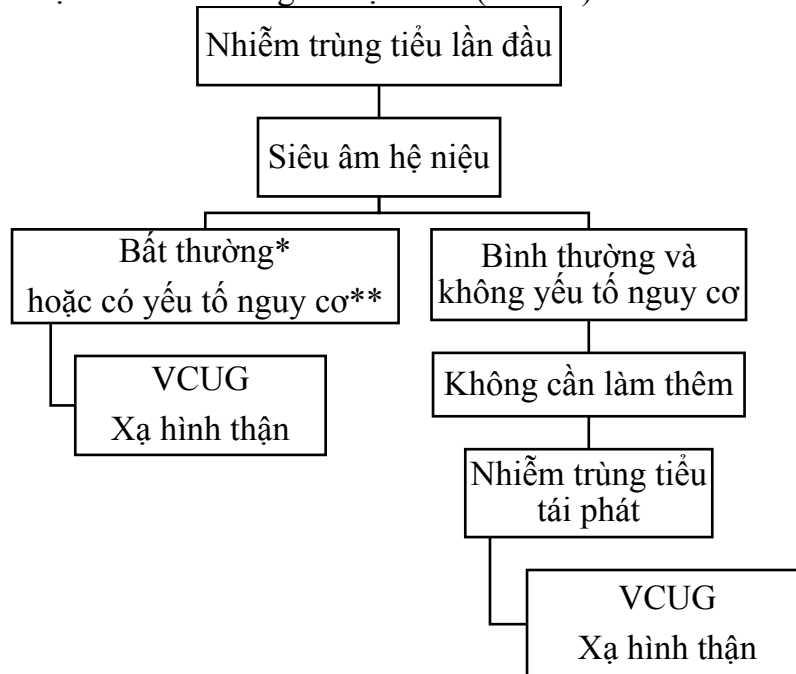 Nhiễm trùng tiểu lần đầu
Siêu âm hệ niệu
Bất thường*
hoặc có yếu tố nguy cơ**
VCUG
Xạ hình thận
Bình thường và
không yếu tố nguy cơ
Không cần làm thêm
Nhiễm trùng tiểu
tái phát
VCUG
Xạ hình thận